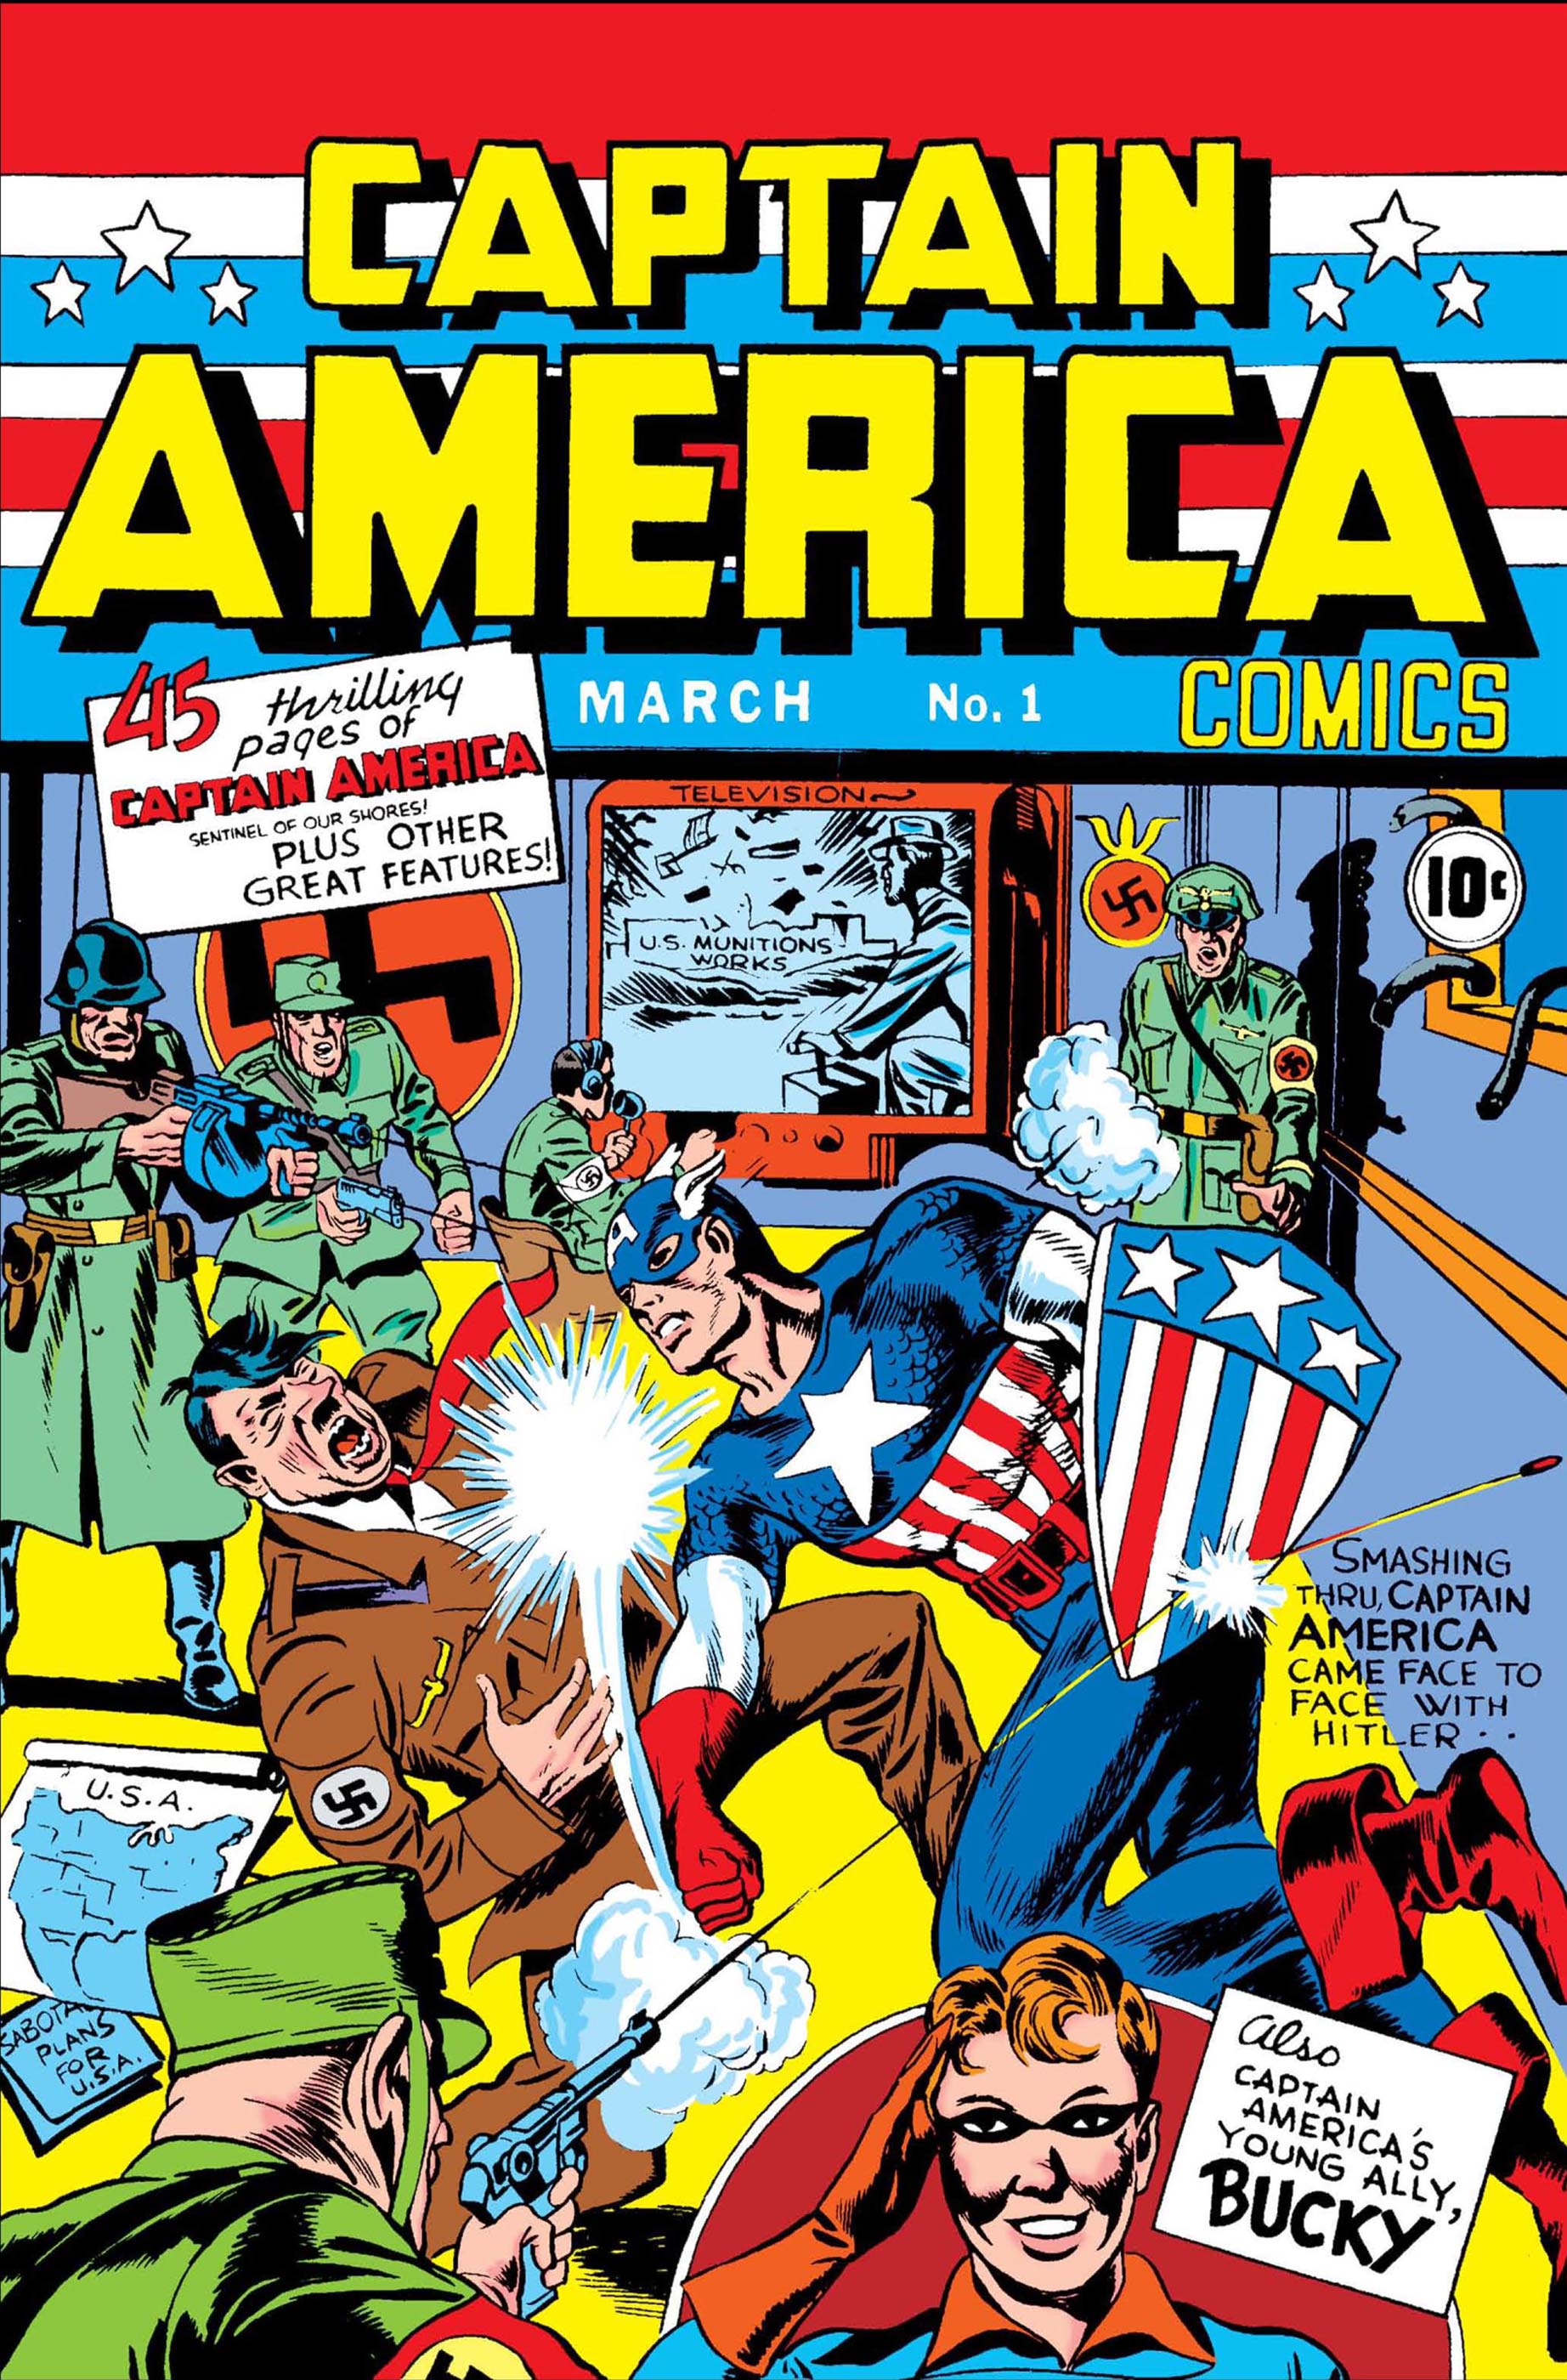 CAPTAIN
AMERICA
COMICS
MARCH No. 1
45 thrilling
pages of
CAPTAIN AMERICA
SENTINEL OF OUR SHORES!
PLUS OTHER
GREAT FEATURES!
TELEVISION
U.S. MUNITIONS
WORKS
10c
A
SMASHING
THRU, CAPTAIN
AMERICA
CAME FACE TO
FACE WITH
HITLER . .
U.S.A.
SABOTA
PLANS
FOR
U.S.A.
Also
CAPTAIN
AMERICA'S
YOUNG ALLY,
BUCKY